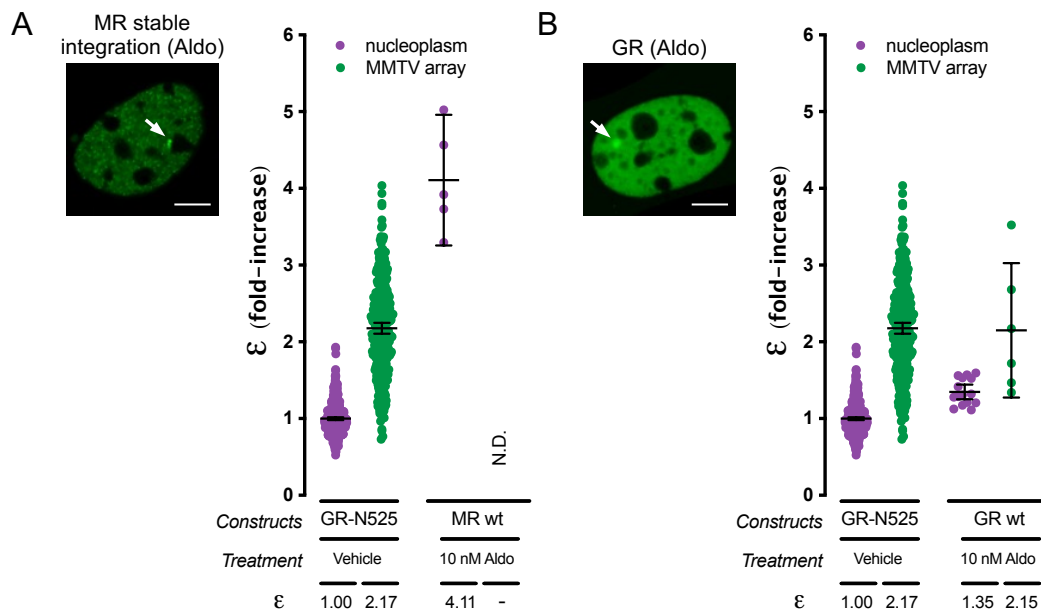 A
MR stable
integration (Aldo)
6
5
4
3
2
1
0
ε (fold-increase)
nucleoplasm
MMTV array
N.D.
Constructs GR-N525 MR wt
Treatment Vehicle 10 nM Aldo
ε 1.00 2.17 4.11 -
B
GR (Aldo)
6
5
4
3
2
1
0
ε (fold-increase)
nucleoplasm
MMTV array
Constructs GR-N525 GR wt
Treatment Vehicle 10 nM Aldo
ε 1.00 2.17 1.35 2.15